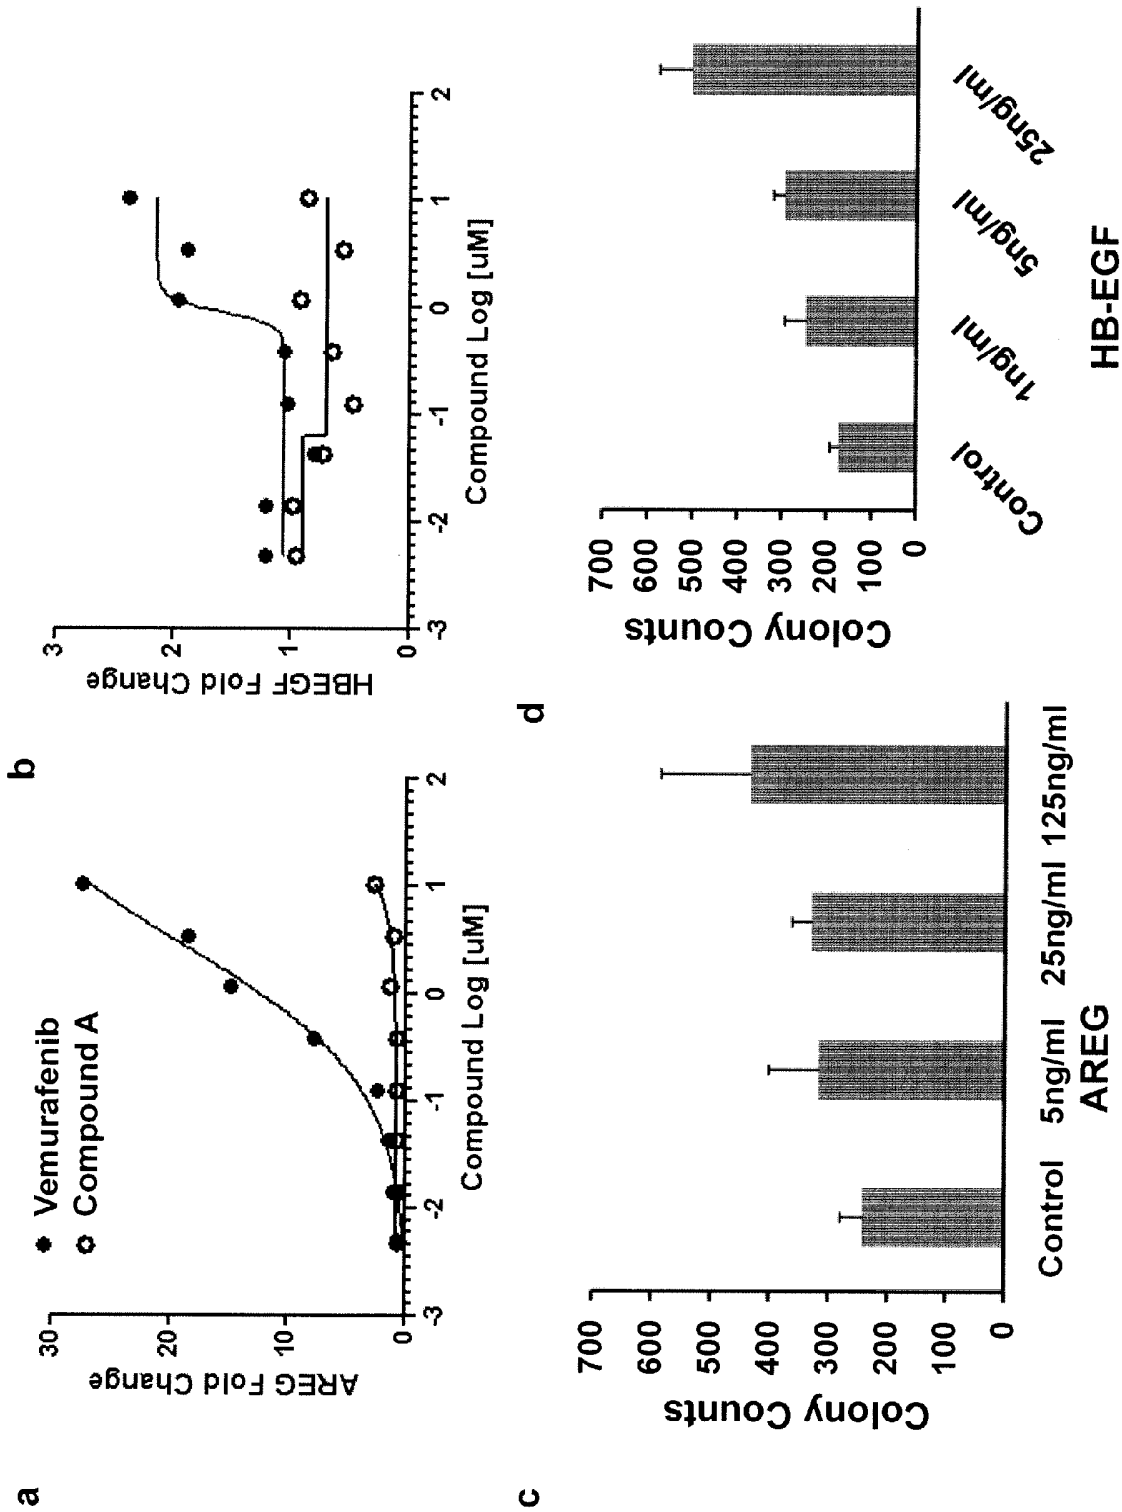 a
Vemurafenib
Compound A
AREG Fold Change
30
20
10
0
-3
-2
-1
0
1
2
Compound Log [uM]
b
HBEGF Fold Change
3
2
1
0
-3
-2
-1
0
1
2
Compound Log [uM]
c
Colony Counts
700
600
500
400
300
200
100
0
Control 5ng/ml 25ng/ml 125ng/ml
AREG
d
Colony Counts
700
600
500
400
300
200
100
0
Control
1ng/ml
5ng/ml
25ng/ml
HB-EGF